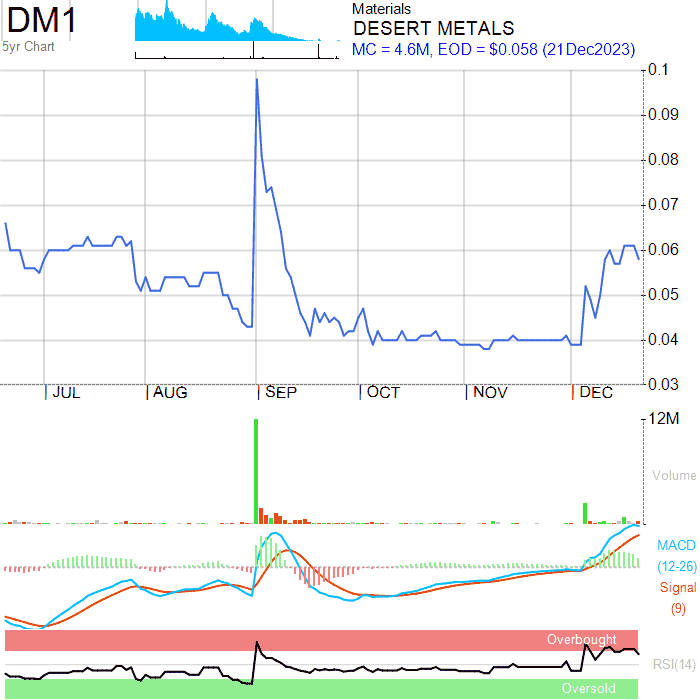 DM1
5yr Chart
Materials
DESERT METALS
MC = 4.6M, EOD = $0.058 (21Dec2023)
0.1
0.09
0.08
0.07
0.06
0.05
0.04
0.03
JUL AUG SEP OCT NOV DEC
12M
Volume
MACD
(12-26)
Signal
(9)
Overbought
RSI(14)
Oversold